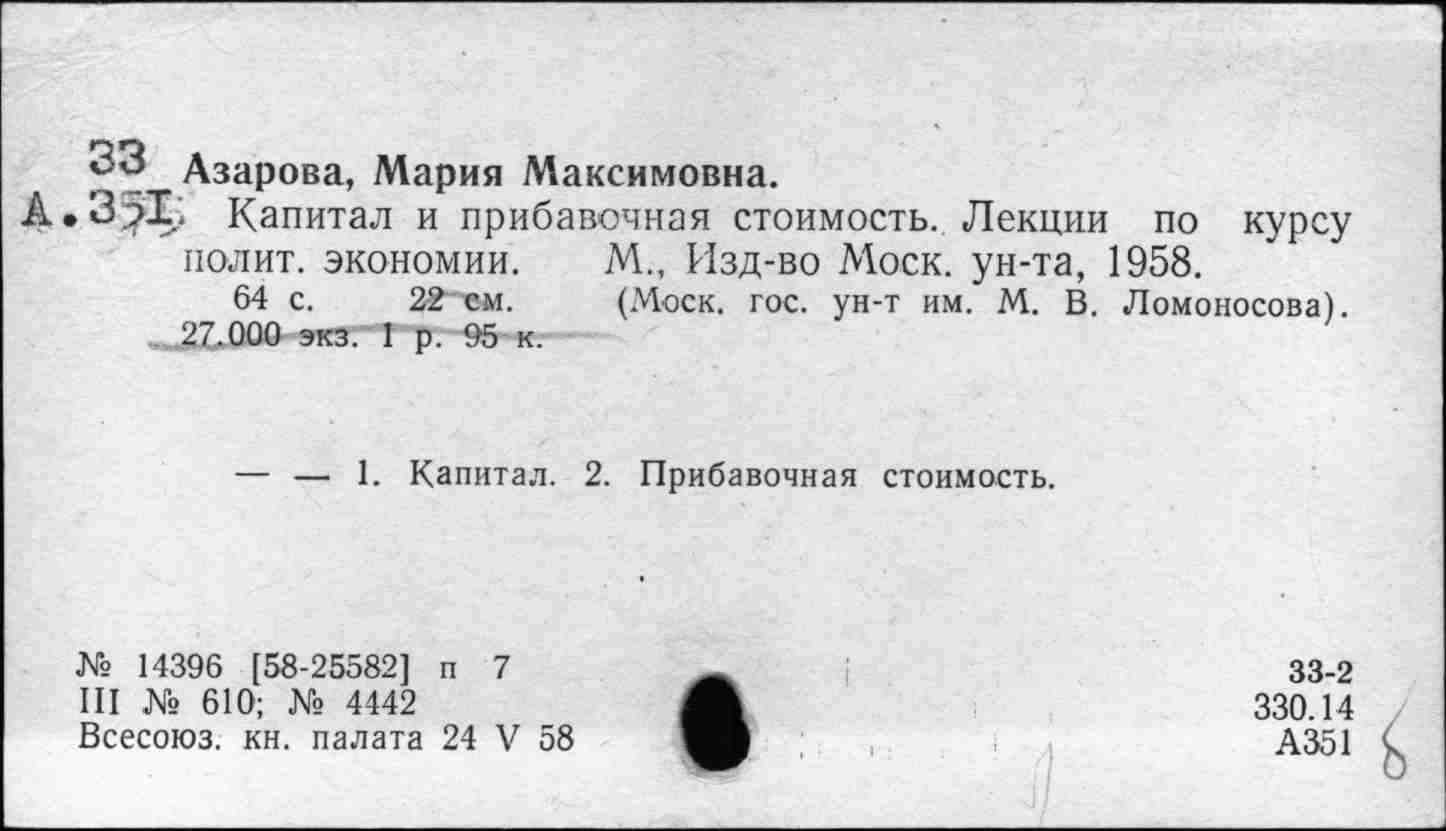 33 Азарова, Мария Максимовна.
А.351 Капитал и прибавочная стоимость. Лекции по курсу
полит. экономии. М., Изд-во Моск. ун-та, 1958.
64 с. 22 см. (Моск. гос. ун-т им. М. В. Ломоносова).
27.000 экз. 1 р. 95 к.
— — 1. Капитал. 2. Прибавочная стоимость.
№ 14396 [58-25582] п 7
III № 610; № 4442
Всесоюз. кн. палата 24 V 58
33-2
330.14
А351